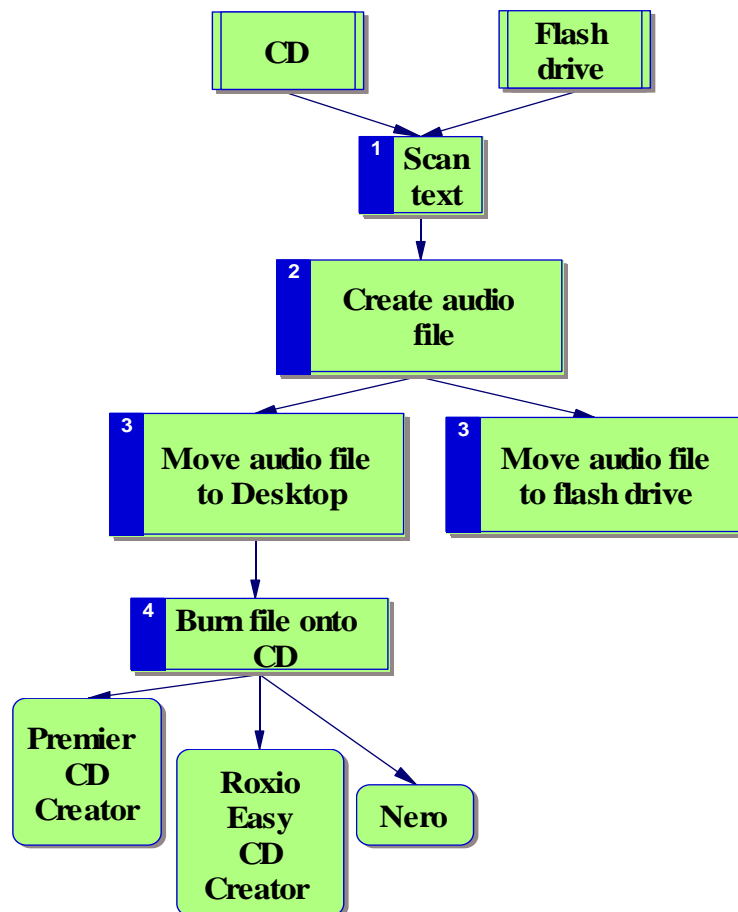 CD
Flash
drive
1
Scan
text
2
Create audio
file
3
Move audio file
to Desktop
3
Move audio file
to flash drive
4
Burn file onto
CD
Premier
CD
Creator
Roxio
Easy
CD
Creator
Nero